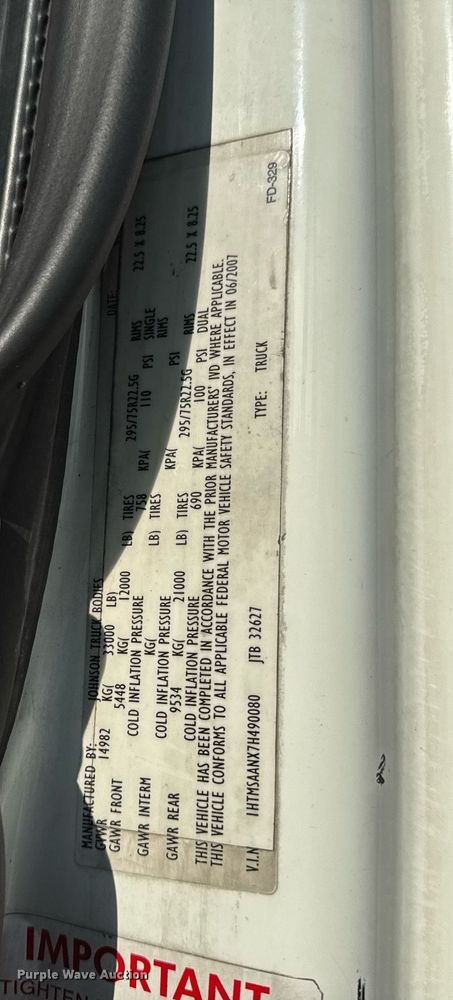 MANUFACTURED BY: JOHNSON TRUCK BODIES DATE:
GVWR 14982 KG( 33000 LB)
GAWR FRONT 5448 KG( 12000 LB) TIRES 295/75R22.5G RIMS 22.5 X 8.25
COLD INFLATION PRESSURE 758 KPA( 110 PSI SINGLE
GAWR INTERM KG( LB) TIRES RIMS
COLD INFLATION PRESSURE KPA( PSI
GAWR REAR 9534 KG( 21000 LB) TIRES 295/75R22.5G RIMS 22.5 X 8.25
COLD INFLATION PRESSURE 690 KPA( 100 PSI DUAL
THIS VEHICLE HAS BEEN COMPLETED IN ACCORDANCE WITH THE PRIOR MANUFACTURERS' IVD WHERE APPLICABLE.
THIS VEHICLE CONFORMS TO ALL APPLICABLE FEDERAL MOTOR VEHICLE SAFETY STANDARDS, IN EFFECT IN 06/2007
V.I.N 1HTMSAANX7H490080 JTB 32627 TYPE: TRUCK
FD-329
IMPORTANT
TIGHTEN
Purple Wave Auction